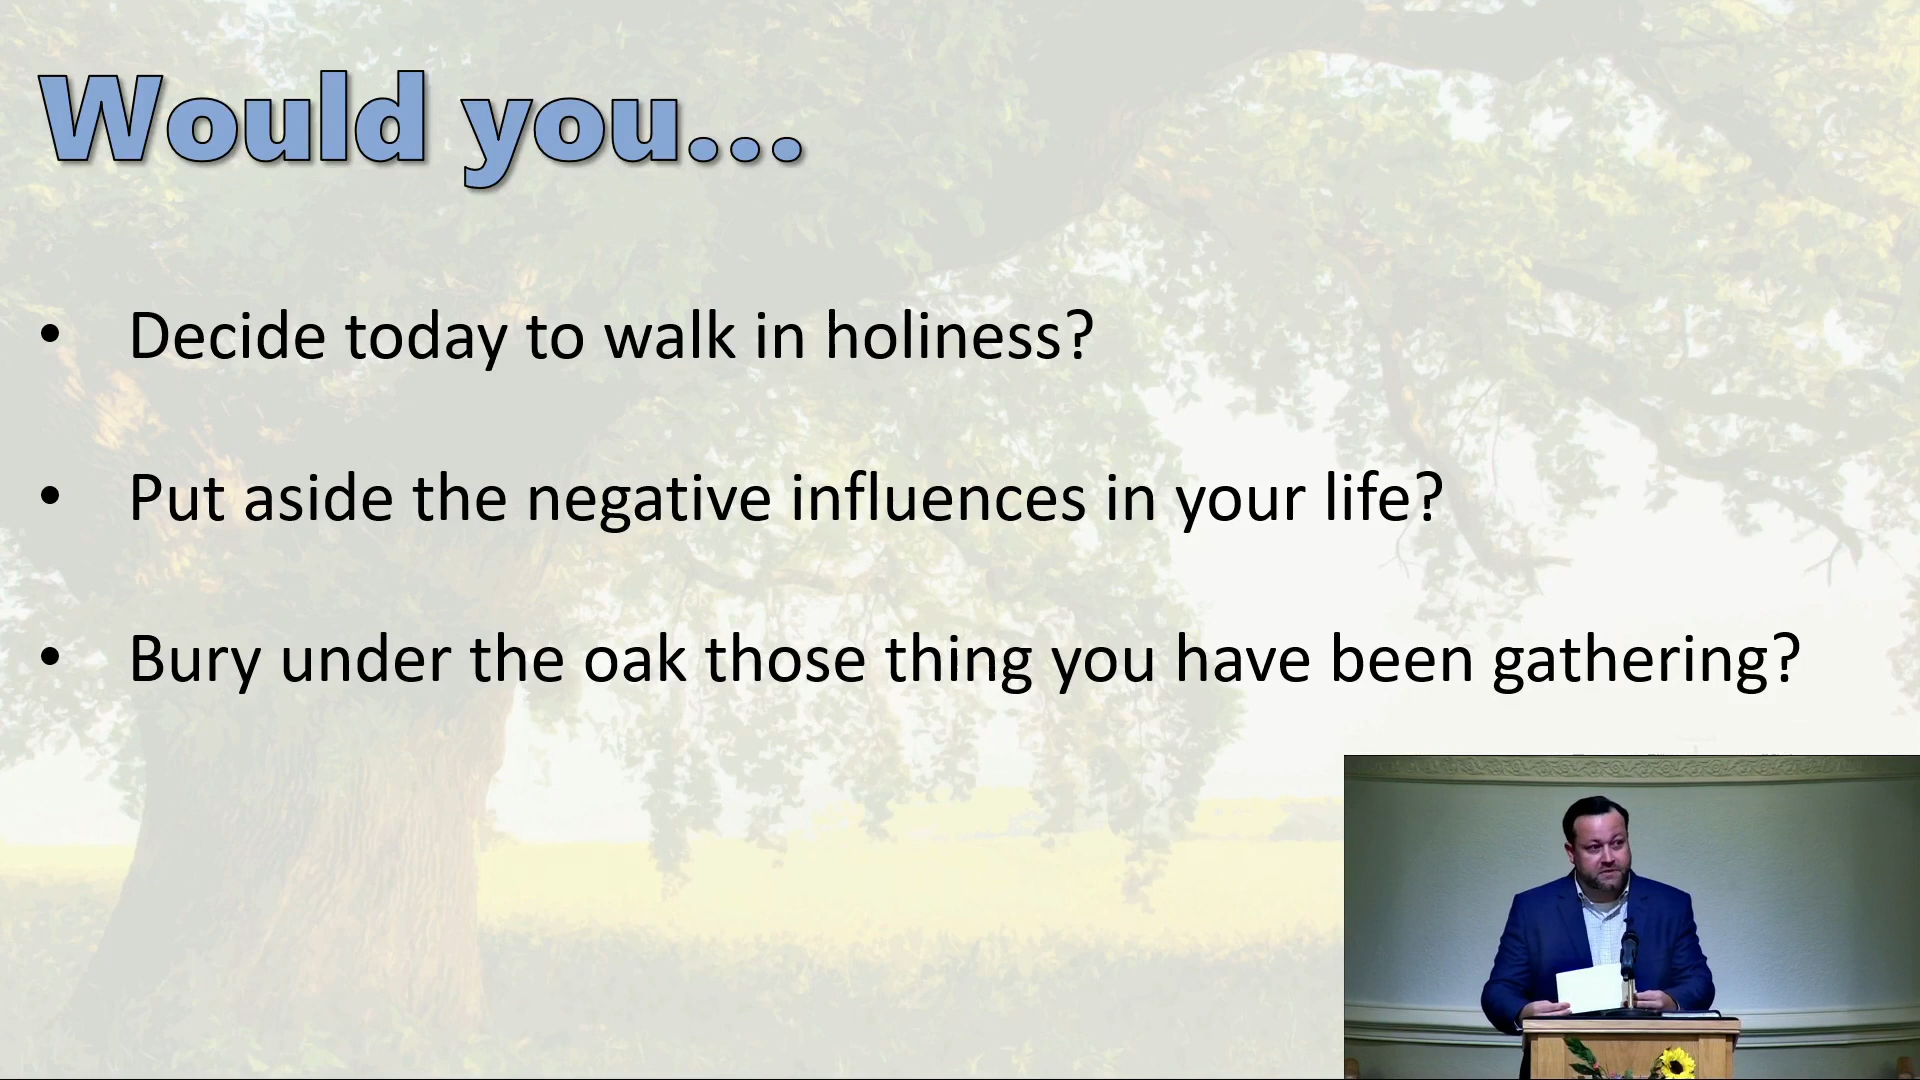 Would you...
• Decide today to walk in holiness?
• Put aside the negative influences in your life?
• Bury under the oak those thing you have been gathering?